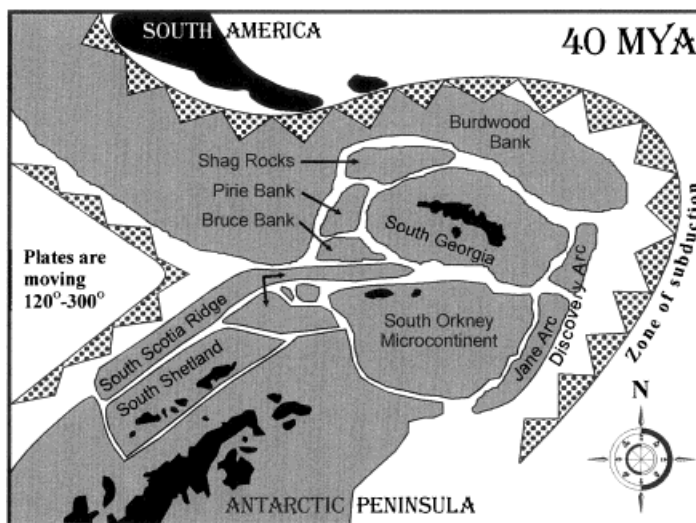 SOUTH AMERICA
40 MYA
Burdwood
Bank
Shag Rocks
Pirie Bank
Bruce Bank
South Georgia
Plates are
moving
120°-300°
South Scotia Ridge
South Shetland
South Orkney
Microcontinent
Jane Arc
Discovery Arc
Zone of subduction
N
ANTARCTIC PENINSULA